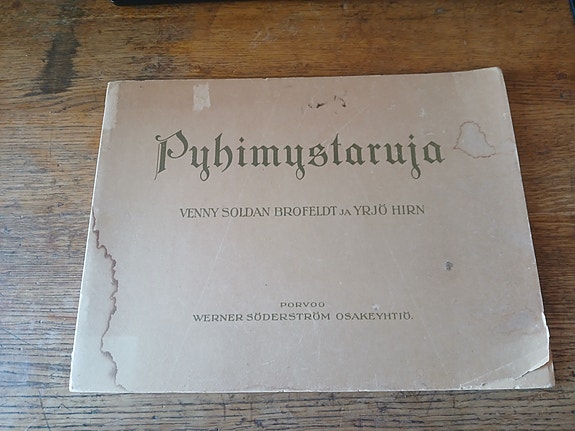 Pyhimystaruja
VENNY SOLDAN BROFELDT JA YRJÖ HIRN
PORVOO
WERNER SÖDERSTRÖM OSAKEYHTIÖ.